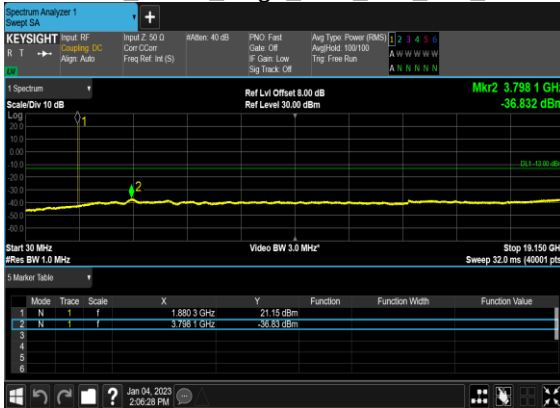 Spectrum Analyzer 1
Swept SA
KEYSIGHT Input: RF Input Z: 50 Ω #Atten: 40 dB PNO: Fast Avg Type: Power (RMS) 1 2 3 4 5 6
R T Coupling: DC Corr CCorr Gate: Off Avg|Hold: 100/100 A W W W W W
Align: Auto Freq Ref: Int (S) IF Gain: Low Trig: Free Run
Sig Track: Off A N N N N N
1 Spectrum Ref Lvl Offset 8.00 dB Mkr2 3.798 1 GHz
Scale/Div 10 dB Ref Level 30.00 dBm -36.832 dBm
Log
20.0
10.0
0.00
-10.0
DL1 -13.00 dBm
-20.0
-30.0
-40.0
-50.0
-60.0
1
2
Start 30 MHz Video BW 3.0 MHz* Stop 19.150 GH
#Res BW 1.0 MHz Sweep 32.0 ms (40001 pts
5 Marker Table
Mode Trace Scale X Y Function Function Width Function Value
1 N 1 f 1.880 3 GHz 21.15 dBm
2 N 1 f 3.798 1 GHz -36.83 dBm
3
4
5
6
Jan 04, 2023
2:06:28 PM